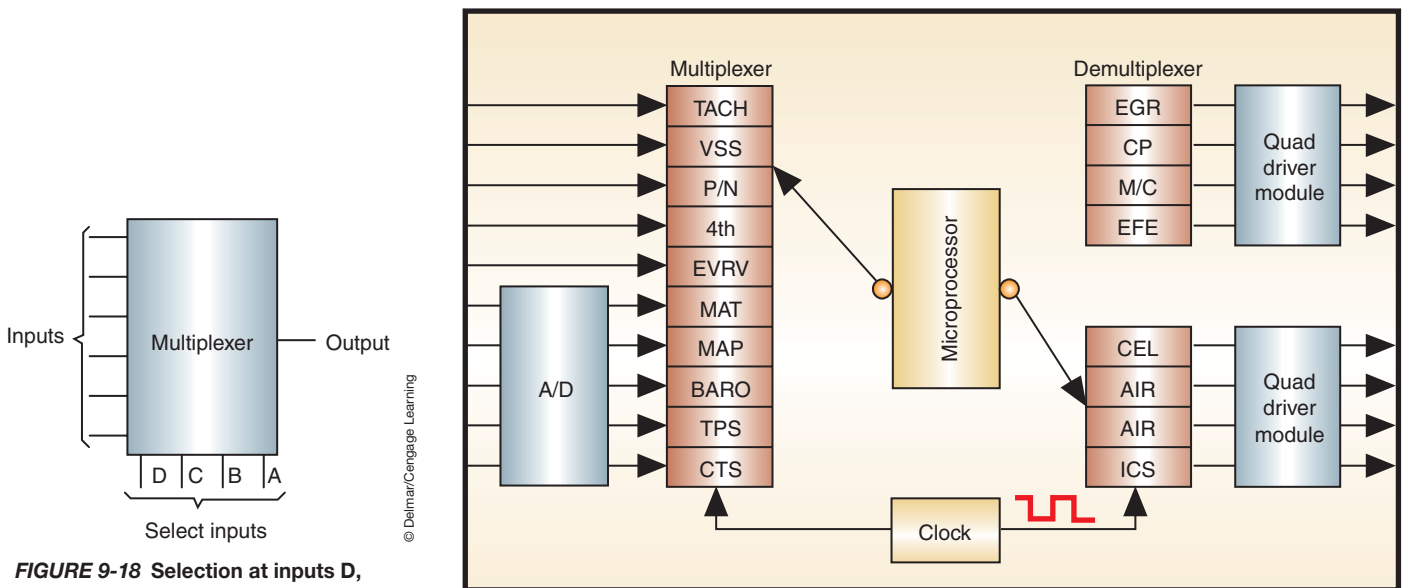 Inputs
Multiplexer
Output
D C B A
Select inputs
FIGURE 9-18 Selection at inputs D,
© Delmar/Cengage Learning
Multiplexer
TACH
VSS
P/N
4th
EVRV
MAT
MAP
BARO
TPS
CTS
A/D
Microprocessor
Clock
Demultiplexer
EGR
CP
M/C
EFE
Quad
driver
module
CEL
AIR
AIR
ICS
Quad
driver
module